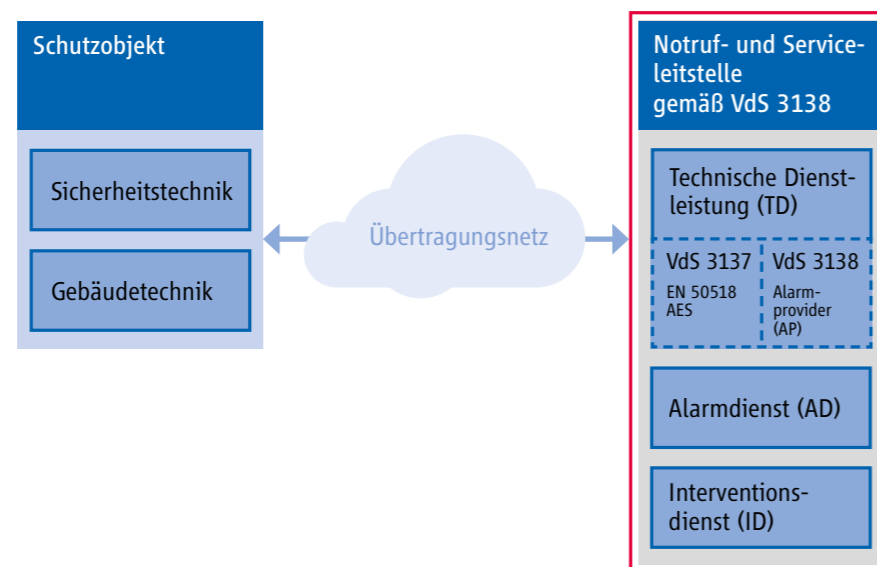 Schutzobjekt
Sicherheitstechnik
Gebäudetechnik
Übertragungsnetz
Notruf- und Service-
leitstelle
gemäß VdS 3138
Technische Dienst-
leistung (TD)
VdS 3137
EN 50518
AES
VdS 3138
Alarm-
provider
(AP)
Alarmdienst (AD)
Interventions-
dienst (ID)